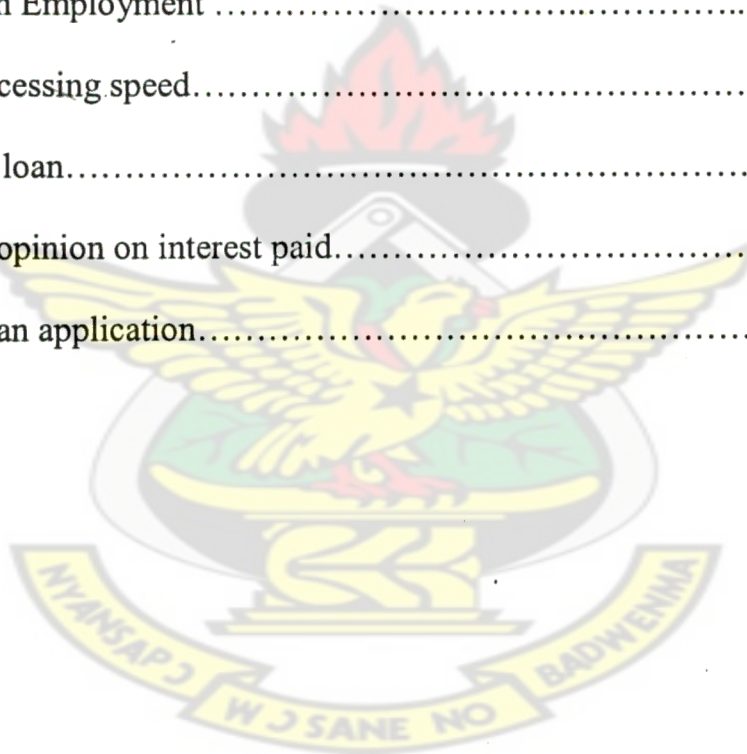 n Employment ……………………………...…………..
cessing speed…………………………………………
loan……………………………………………………
opinion on interest paid………………………………
an application…………………………………………
NYANSAPƆ WƆSANE NO BADWENMA